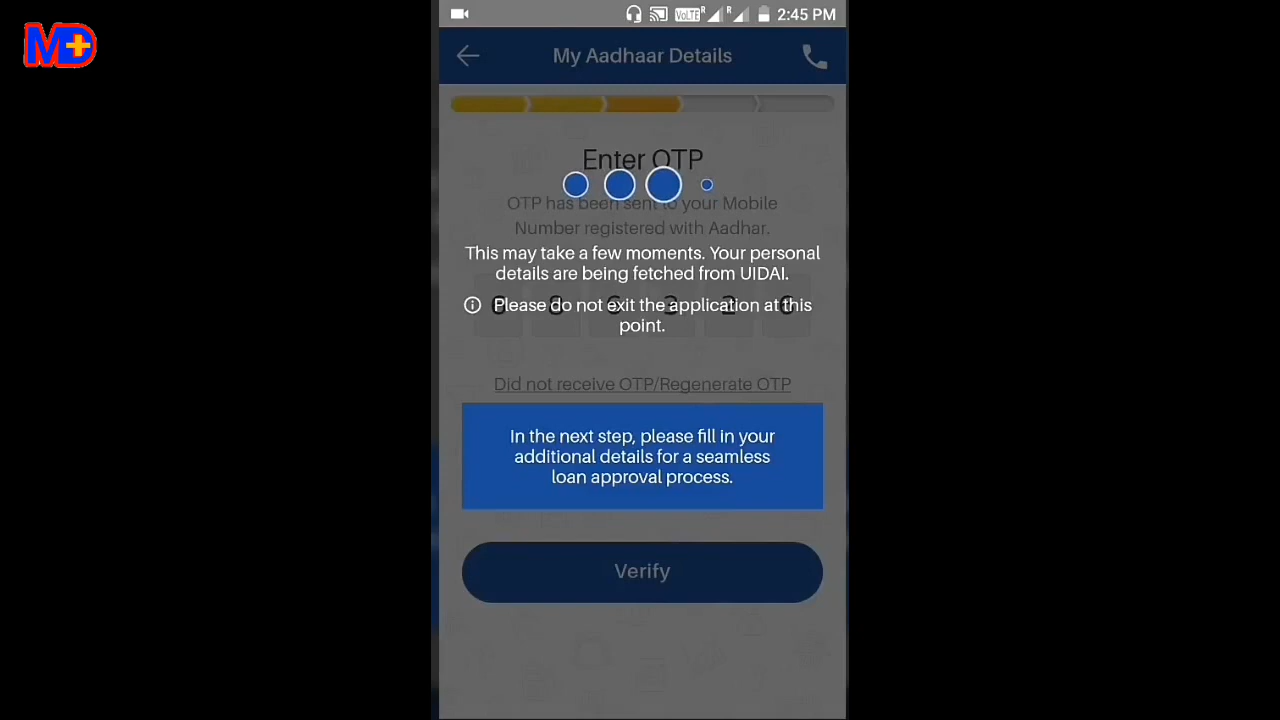 MD+
VoLTE R R 2:45 PM
My Aadhaar Details
Enter OTP
OTP has been sent to your Mobile
Number registered with Aadhar.
This may take a few moments. Your personal
details are being fetched from UIDAI.
Please do not exit the application at this
point.
Did not receive OTP/Regenerate OTP
In the next step, please fill in your
additional details for a seamless
loan approval process.
Verify